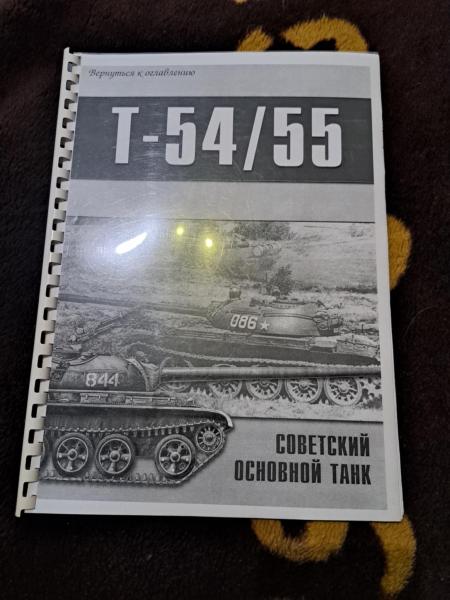 Вернуться к оглавлению
Т-54/55
086
844
СОВЕТСКИЙ
ОСНОВНОЙ ТАНК